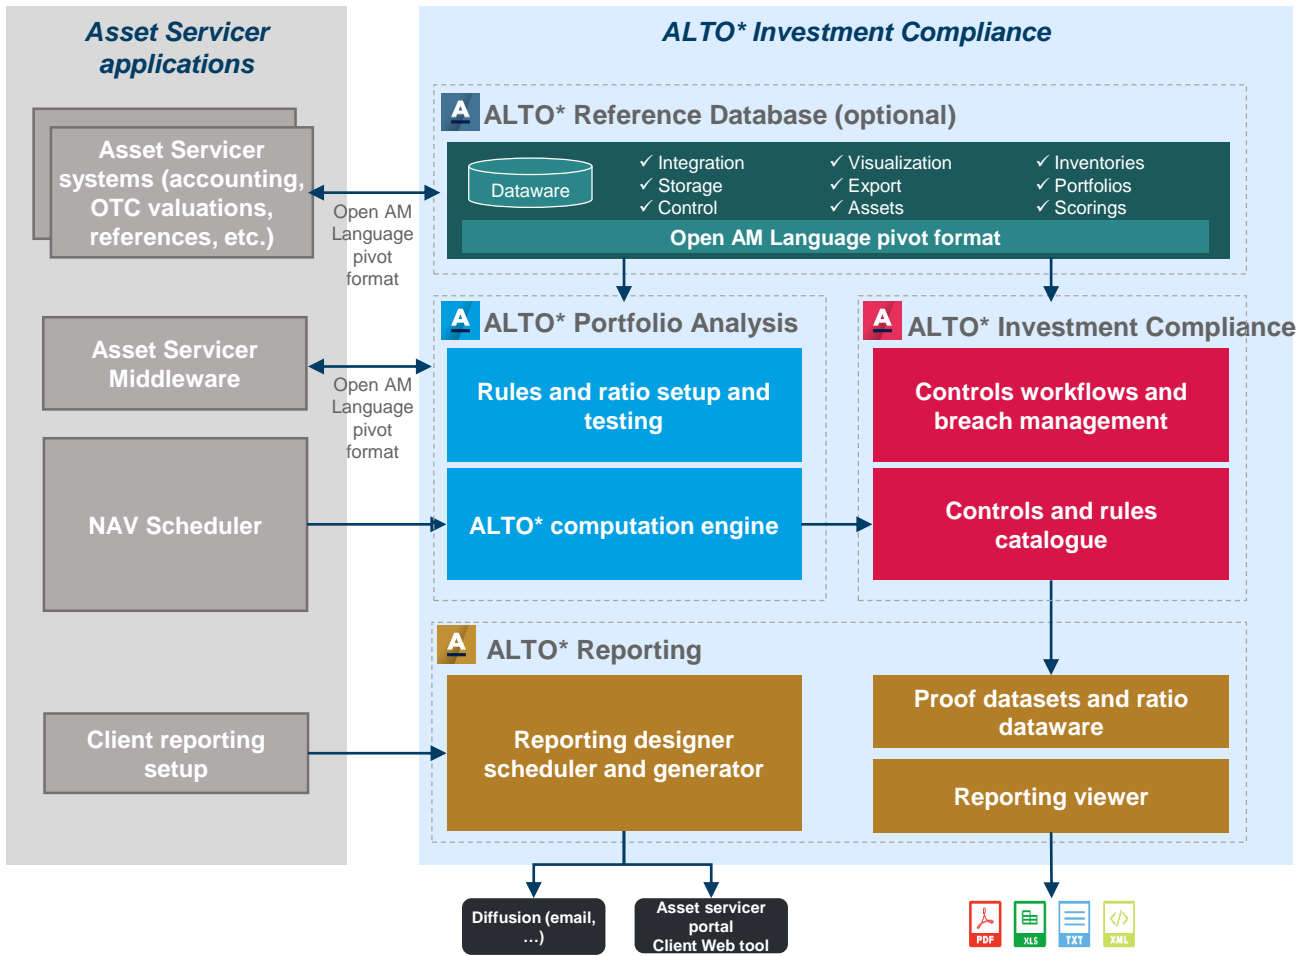 Asset Servicer
applications
ALTO* Investment Compliance
Asset Servicer
systems (accounting,
OTC valuations,
references, etc.)
Open AM
Language
pivot
format
A ALTO* Reference Database (optional)
Dataware
✓ Integration
✓ Storage
✓ Control
✓ Visualization
✓ Export
✓ Assets
✓ Inventories
✓ Portfolios
✓ Scorings
Open AM Language pivot format
Asset Servicer
Middleware
Open AM
Language
pivot
format
NAV Scheduler
A ALTO* Portfolio Analysis
Rules and ratio setup and
testing
ALTO* computation engine
A ALTO* Investment Compliance
Controls workflows and
breach management
Controls and rules
catalogue
Client reporting
setup
A ALTO* Reporting
Reporting designer
scheduler and generator
Proof datasets and ratio
dataware
Reporting viewer
Diffusion (email,
…)
Asset servicer
portal
Client Web tool
PDF
XLS
TXT
</>
XML